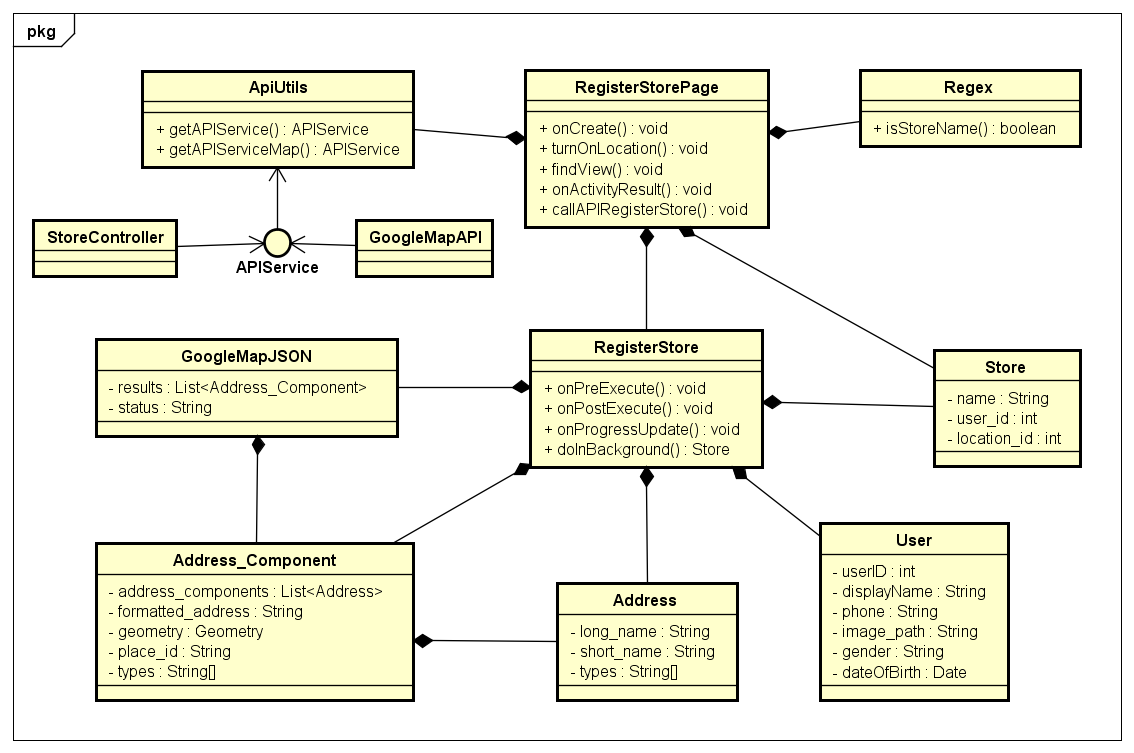 pkg
ApiUtils
+ getAPIService() : APIService
+ getAPIServiceMap() : APIService
RegisterStorePage
+ onCreate() : void
+ turnOnLocation() : void
+ findView() : void
+ onActivityResult() : void
+ callAPIRegisterStore() : void
Regex
+ isStoreName() : boolean
StoreController
APIService
GoogleMapAPI
GoogleMapJSON
- results : List<Address_Component>
- status : String
RegisterStore
+ onPreExecute() : void
+ onPostExecute() : void
+ onProgressUpdate() : void
+ doInBackground() : Store
Store
- name : String
- user_id : int
- location_id : int
Address_Component
- address_components : List<Address>
- formatted_address : String
- geometry : Geometry
- place_id : String
- types : String[]
Address
- long_name : String
- short_name : String
- types : String[]
User
- userID : int
- displayName : String
- phone : String
- image_path : String
- gender : String
- dateOfBirth : Date